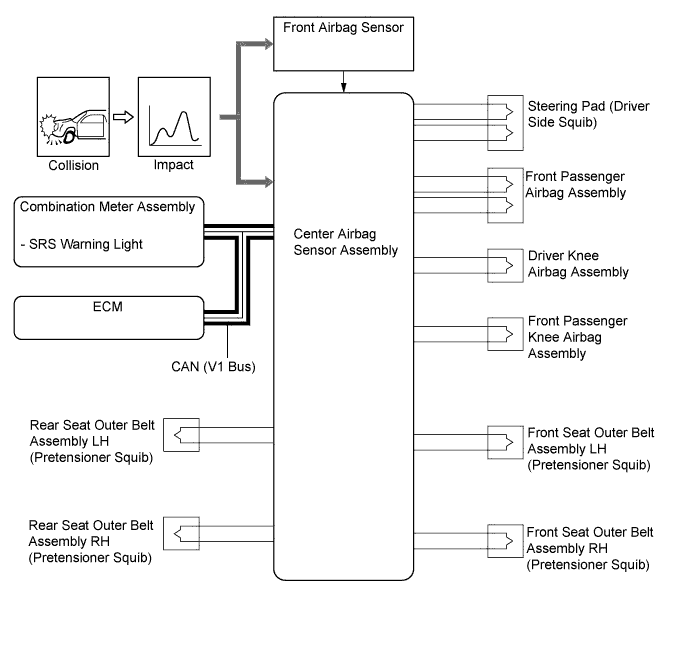 Front Airbag Sensor
Collision
Impact
Combination Meter Assembly
- SRS Warning Light
ECM
CAN (V1 Bus)
Center Airbag
Sensor Assembly
Steering Pad (Driver
Side Squib)
Front Passenger
Airbag Assembly
Driver Knee
Airbag Assembly
Front Passenger
Knee Airbag
Assembly
Rear Seat Outer Belt
Assembly LH
(Pretensioner Squib)
Front Seat Outer Belt
Assembly LH
(Pretensioner Squib)
Rear Seat Outer Belt
Assembly RH
(Pretensioner Squib)
Front Seat Outer Belt
Assembly RH
(Pretensioner Squib)